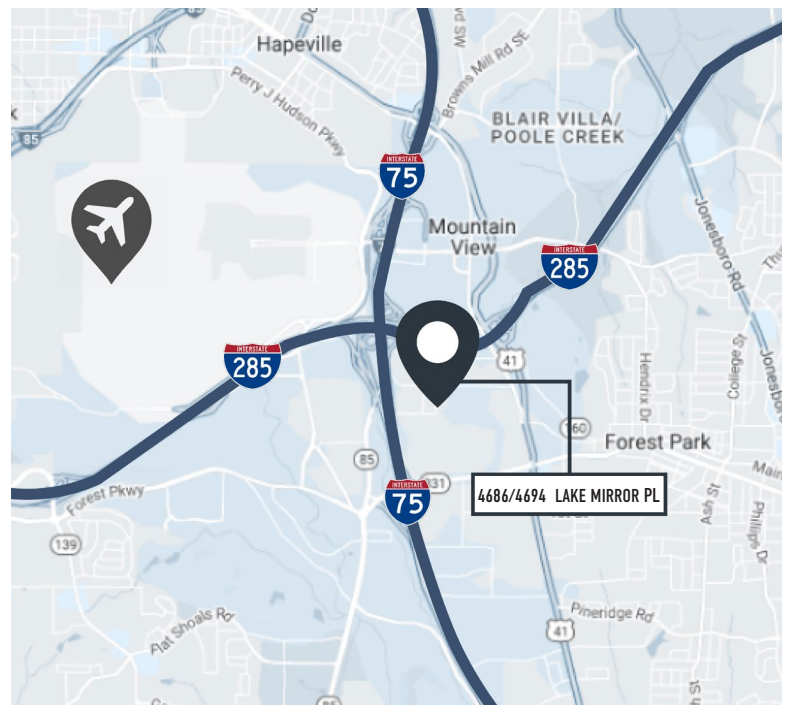 Hapeville
Perry J Hudson Pkwy
Browns Mill Rd SE
85
BLAIR VILLA/
POOLE CREEK
INTERSTATE
75
Mountain
View
INTERSTATE
285
Jonesboro Rd
INTERSTATE
285
41
Hendrix Dr
College St
Jonesboro
160
Forest Park
85
31
Main
4686/4694 LAKE MIRROR PL
INTERSTATE
75
Forest Pkwy
Ash St
Phillips Dr
139
Flat Shoals Rd
Pineridge Rd
41
85